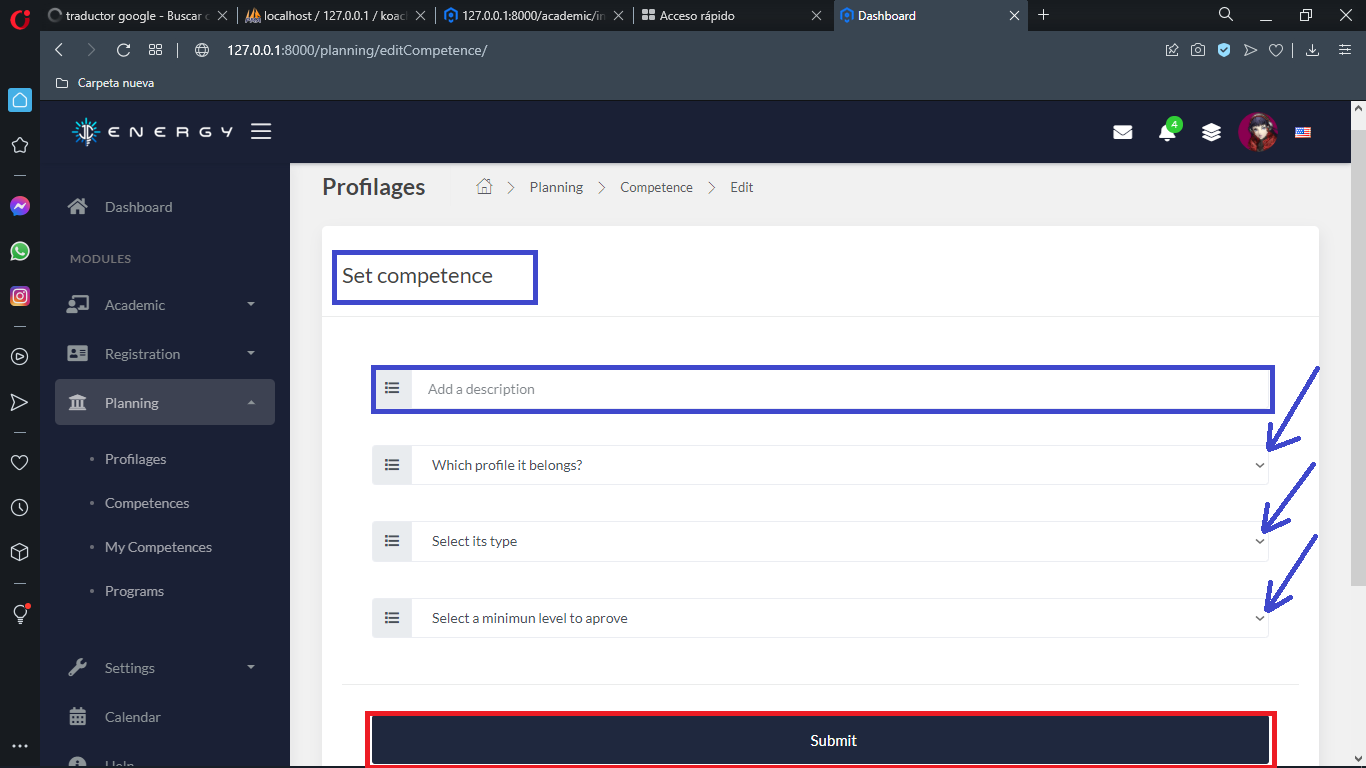 traductor google - Buscar c
localhost / 127.0.0.1 / koac
127.0.0.1:8000/academic/in
Acceso rápido
Dashboard
127.0.0.1:8000/planning/editCompetence/
Carpeta nueva
ENERGY
4
Profilages
Planning
Competence
Edit
Dashboard
MODULES
Academic
Registration
Planning
Profilages
Competences
My Competences
Programs
Settings
Calendar
Help
Set competence
Add a description
Which profile it belongs?
Select its type
Select a minimun level to aprove
Submit